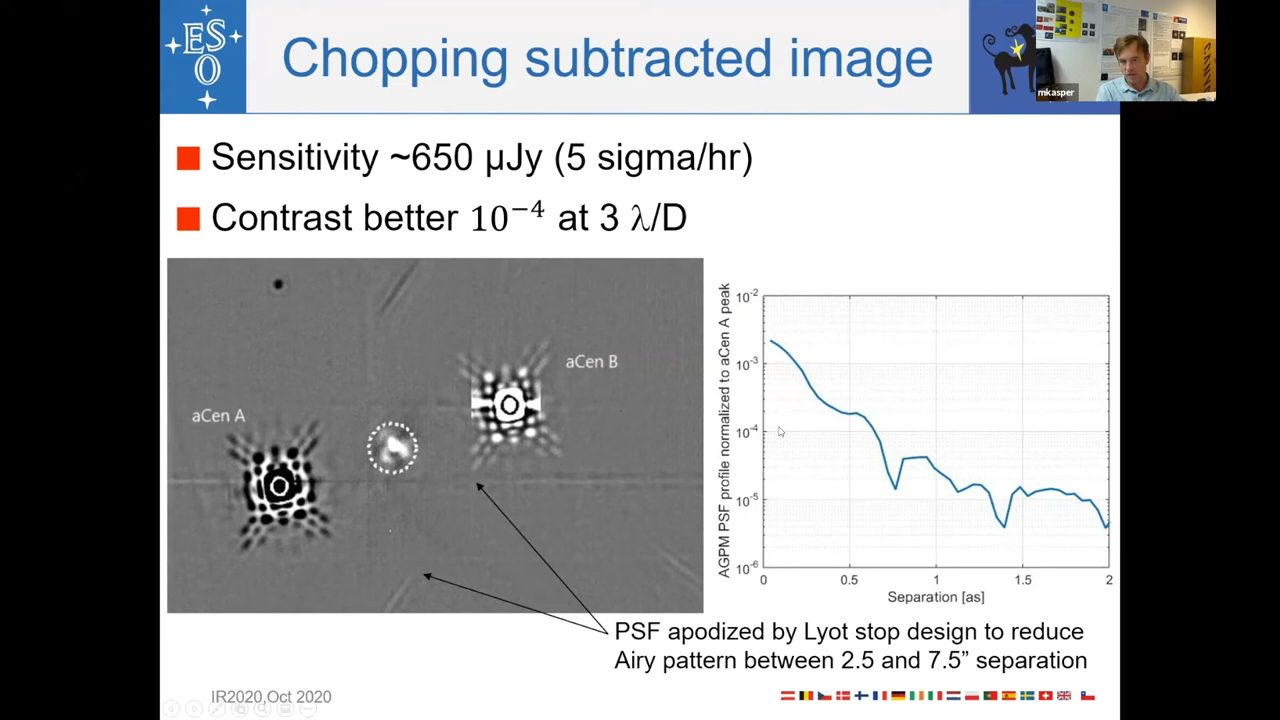 ES
O
Chopping subtracted image
mkasper
■ Sensitivity ~650 μJy (5 sigma/hr)
■ Contrast better 10⁻⁴ at 3 λ/D
aCen A
aCen B
AGPM PSF profile normalized to aCen A peak
10⁻²
10⁻³
10⁻⁴
10⁻⁵
10⁻⁶
0 0.5 1 1.5 2
Separation [as]
PSF apodized by Lyot stop design to reduce
Airy pattern between 2.5 and 7.5” separation
IR2020,Oct 2020